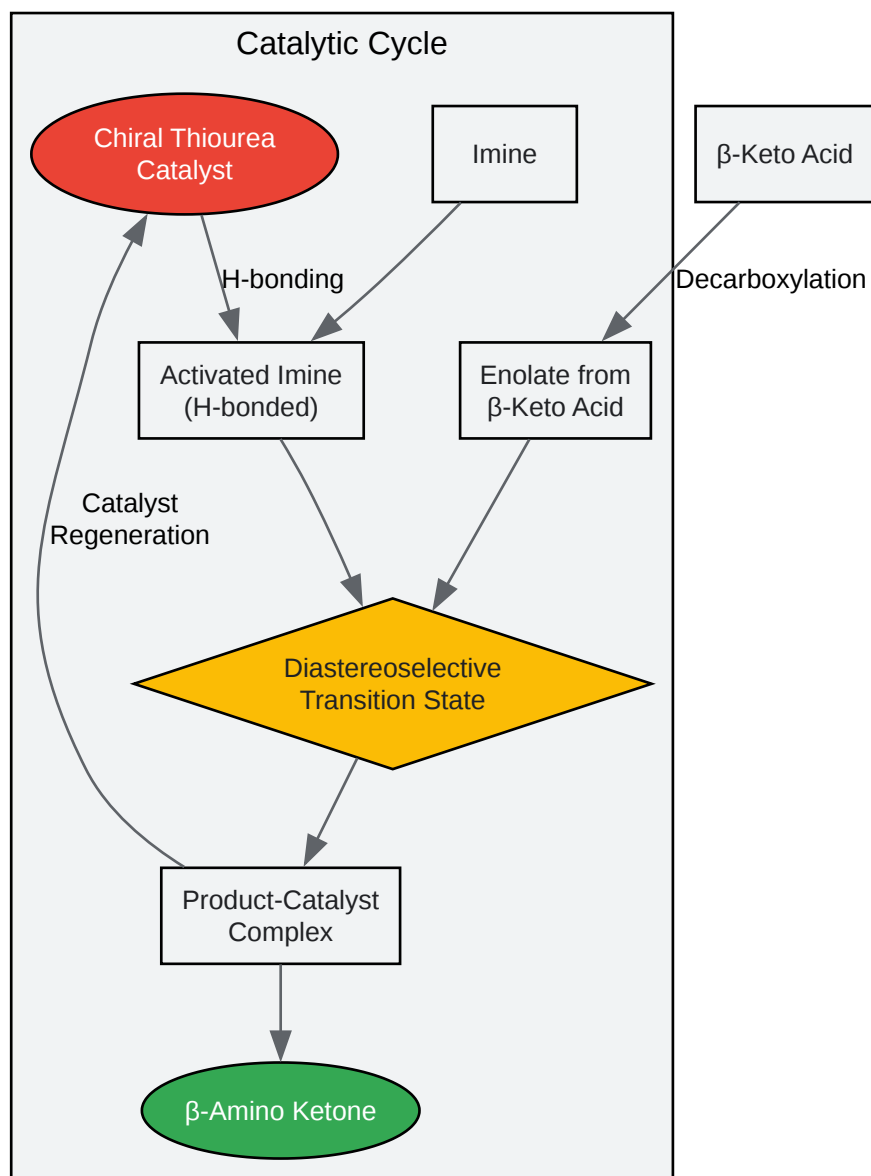 Catalytic Cycle
Chiral Thiourea
Catalyst
Imine
β-Keto Acid
H-bonding
Decarboxylation
Activated Imine
(H-bonded)
Enolate from
β-Keto Acid
Catalyst
Regeneration
Diastereoselective
Transition State
Product-Catalyst
Complex
β-Amino Ketone